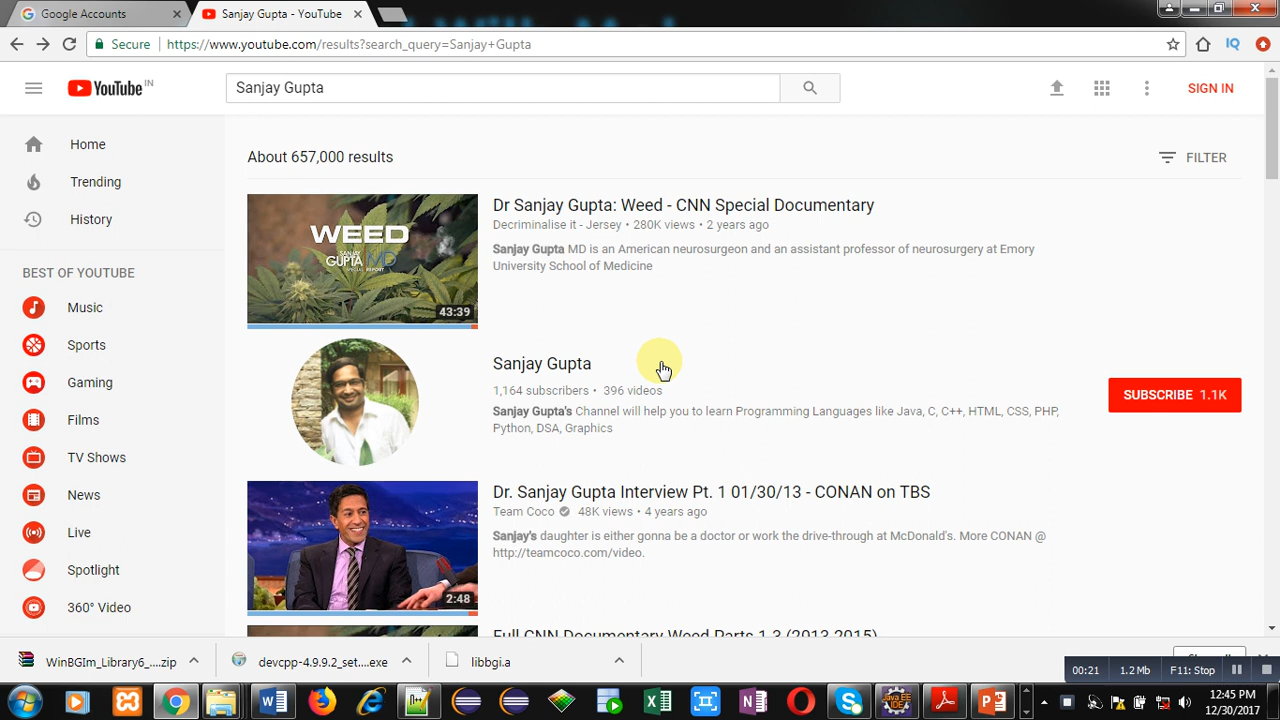 Google Accounts
Sanjay Gupta - YouTube
Secure
https://www.youtube.com/results?search_query=Sanjay+Gupta
IQ
YouTube IN
Sanjay Gupta
SIGN IN
Home
Trending
History
BEST OF YOUTUBE
Music
Sports
Gaming
Films
TV Shows
News
Live
Spotlight
360° Video
About 657,000 results
FILTER
WEED
SANJAY
GUPTA MD
SPECIAL REPORT
43:39
Dr Sanjay Gupta: Weed - CNN Special Documentary
Decriminalise it - Jersey • 280K views • 2 years ago
Sanjay Gupta MD is an American neurosurgeon and an assistant professor of neurosurgery at Emory
University School of Medicine
Sanjay Gupta
1,164 subscribers • 396 videos
Sanjay Gupta's Channel will help you to learn Programming Languages like Java, C, C++, HTML, CSS, PHP,
Python, DSA, Graphics
SUBSCRIBE 1.1K
2:48
Dr. Sanjay Gupta Interview Pt. 1 01/30/13 - CONAN on TBS
Team Coco 48K views • 4 years ago
Sanjay's daughter is either gonna be a doctor or work the drive-through at McDonald's. More CONAN @
http://teamcoco.com/video.
Full CNN Documentary Weed Parts 1-3 (2013-2015)
WinBGIm_Library6_....zip
devcpp-4.9.9.2_set....exe
libbgi.a
00:21
1.2 Mb
F11: Stop
12:45 PM
12/30/2017